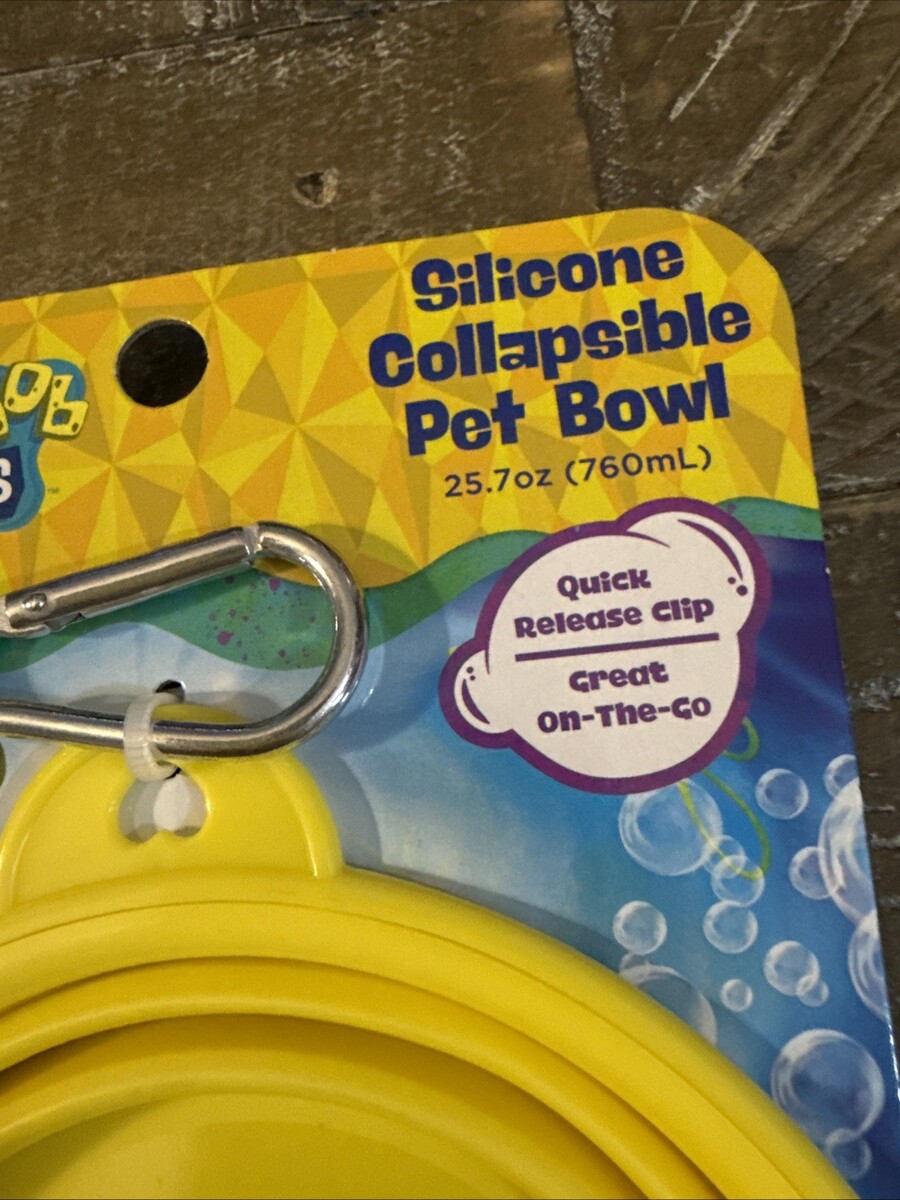 Silicone
Collapsible
Pet Bowl
25.7oz (760mL)
Quick
Release Clip
Great
On-The-Go